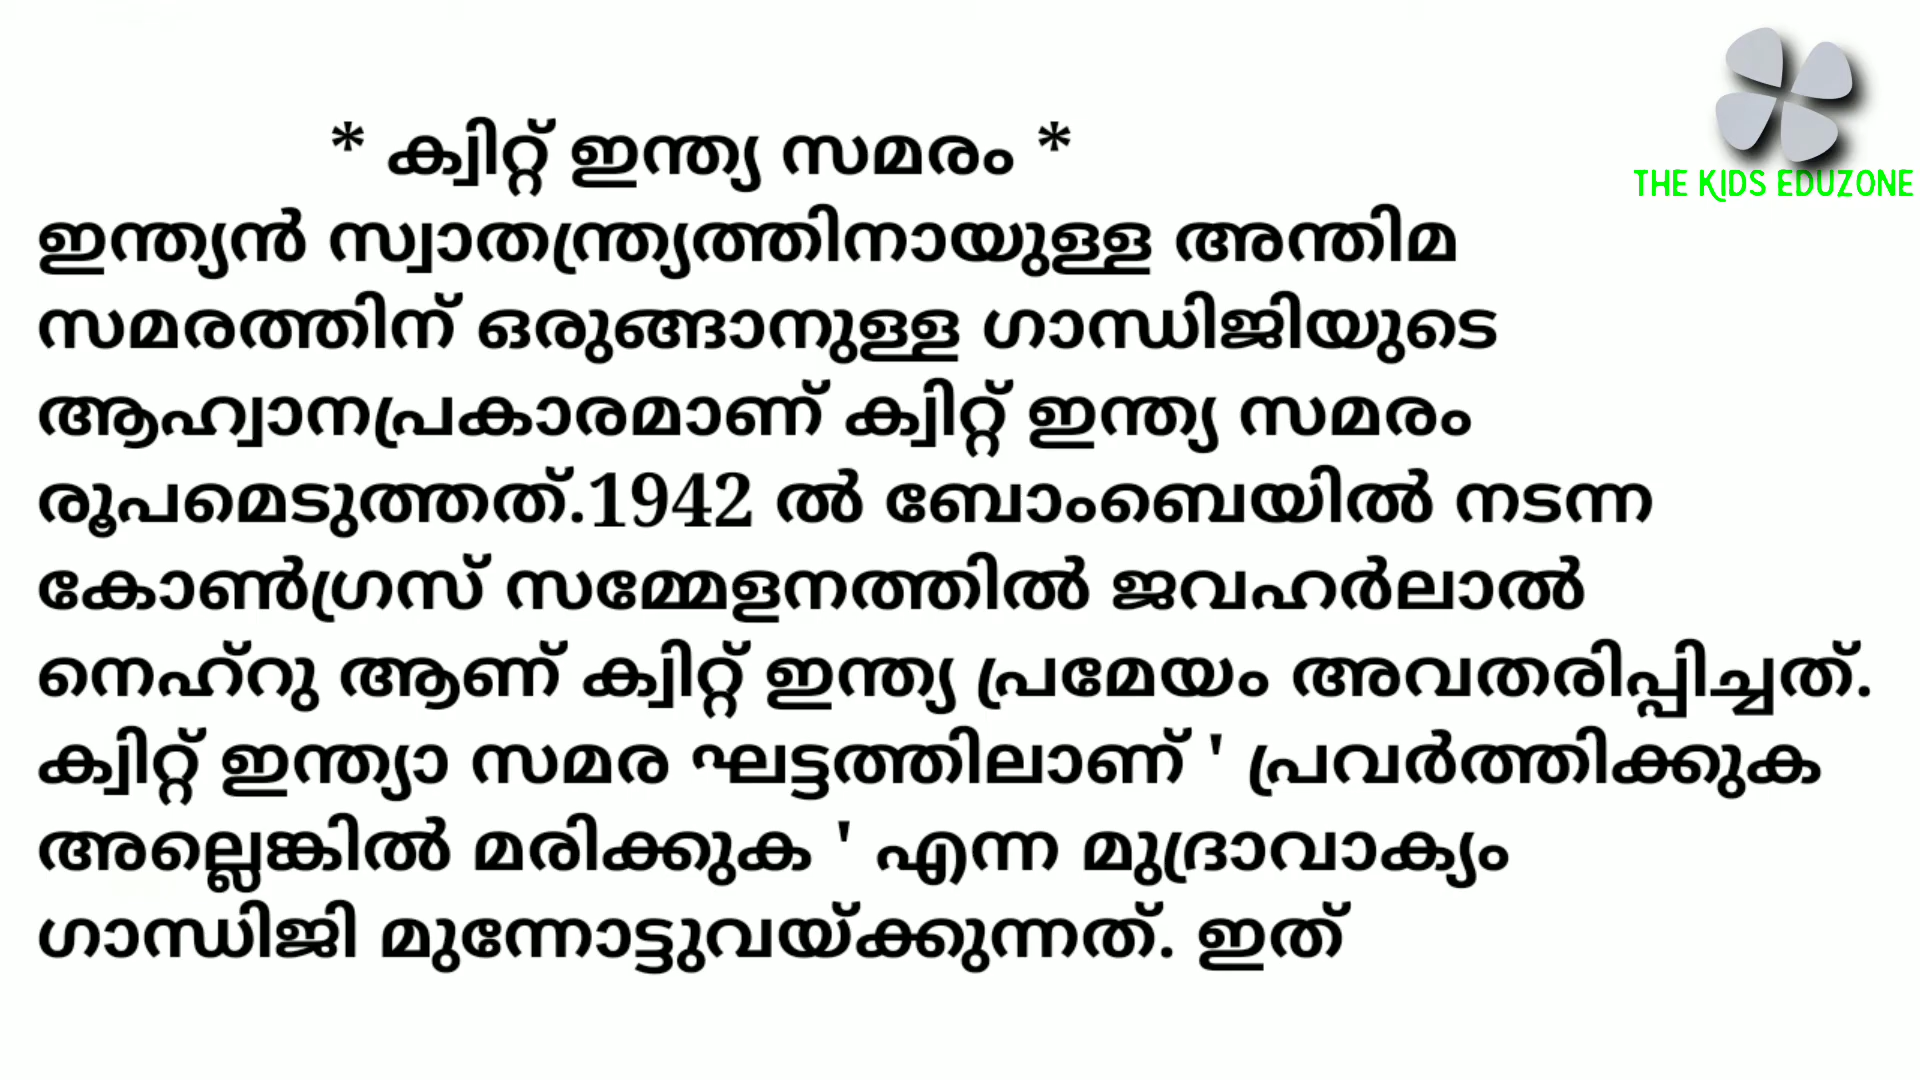 * ക്വിറ്റ് ഇന്ത്യ സമരം *
THE KIDS EDUZONE
ഇന്ത്യൻ സ്വാതന്ത്ര്യത്തിനായുള്ള അന്തിമ
സമരത്തിന് ഒരുങ്ങാനുള്ള ഗാന്ധിജിയുടെ
ആഹ്വാനപ്രകാരമാണ് ക്വിറ്റ് ഇന്ത്യ സമരം
രൂപമെടുത്തത്.1942 ൽ ബോംബെയിൽ നടന്ന
കോൺഗ്രസ് സമ്മേളനത്തിൽ ജവഹർലാൽ
നെഹ്റു ആണ് ക്വിറ്റ് ഇന്ത്യ പ്രമേയം അവതരിപ്പിച്ചത്.
ക്വിറ്റ് ഇന്ത്യാ സമര ഘട്ടത്തിലാണ് ' പ്രവർത്തിക്കുക
അല്ലെങ്കിൽ മരിക്കുക ' എന്ന മുദ്രാവാക്യം
ഗാന്ധിജി മുന്നോട്ടുവയ്ക്കുന്നത്. ഇത്